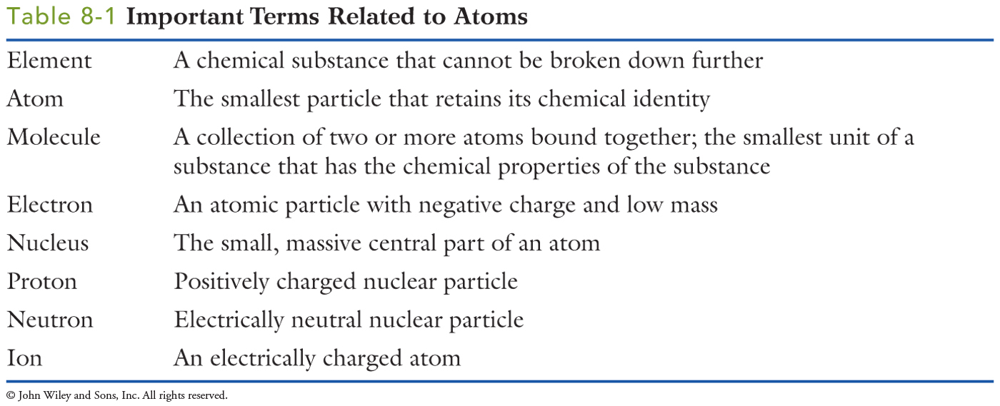 Table 8-1 Important Terms Related to Atoms
Element A chemical substance that cannot be broken down further
Atom The smallest particle that retains its chemical identity
Molecule A collection of two or more atoms bound together; the smallest unit of a
substance that has the chemical properties of the substance
Electron An atomic particle with negative charge and low mass
Nucleus The small, massive central part of an atom
Proton Positively charged nuclear particle
Neutron Electrically neutral nuclear particle
Ion An electrically charged atom
© John Wiley and Sons, Inc. All rights reserved.